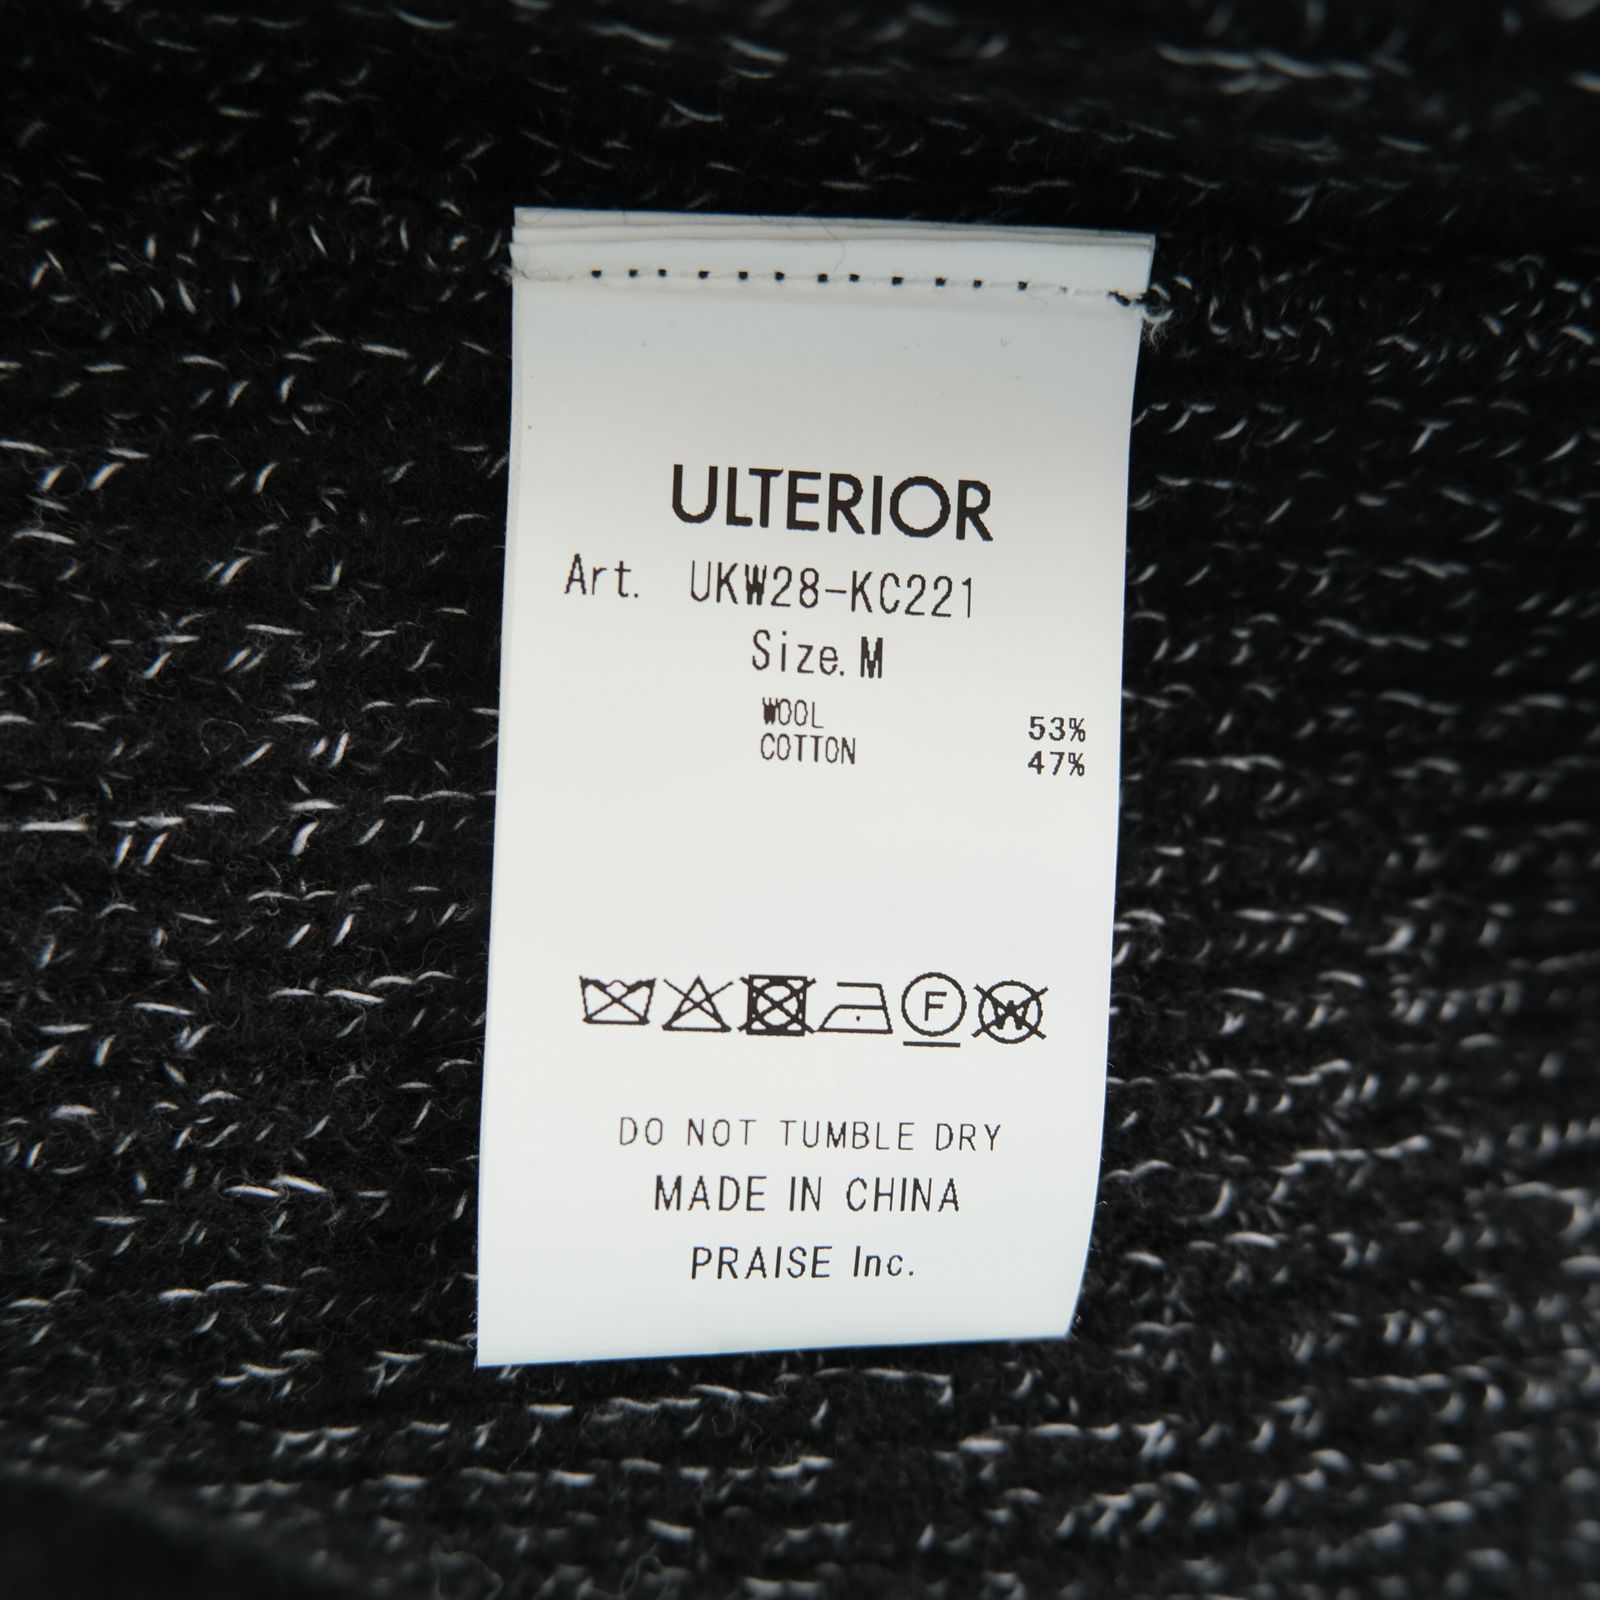 ULTERIOR
Art. UKW28-KC221
Size.M
WOOL 53%
COTTON 47%
F W
DO NOT TUMBLE DRY
MADE IN CHINA
PRAISE Inc.